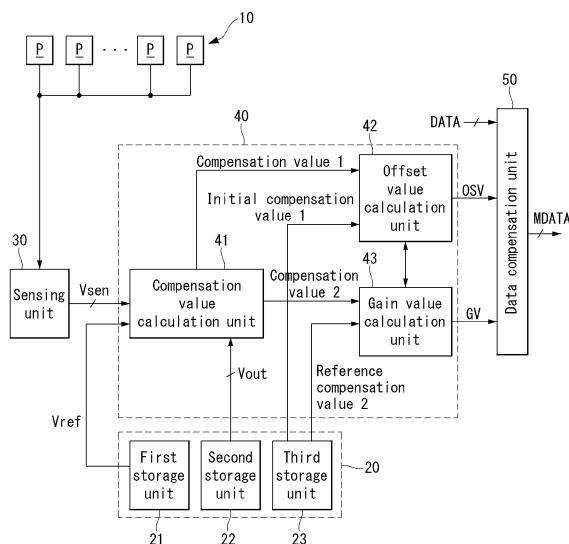 10
P P · · · P P
50
40
42
DATA
Compensation value 1
Offset
value
calculation
unit
OSV
Initial compensation
value 1
Data compensation unit
MDATA
30
41
43
Sensing
unit
Vsen
Compensation
value
calculation unit
Compensation
value 2
Gain value
calculation
unit
GV
Vout
Reference
compensation
value 2
Vref
First
storage
unit
Second
storage
unit
Third
storage
unit
20
21
22
23